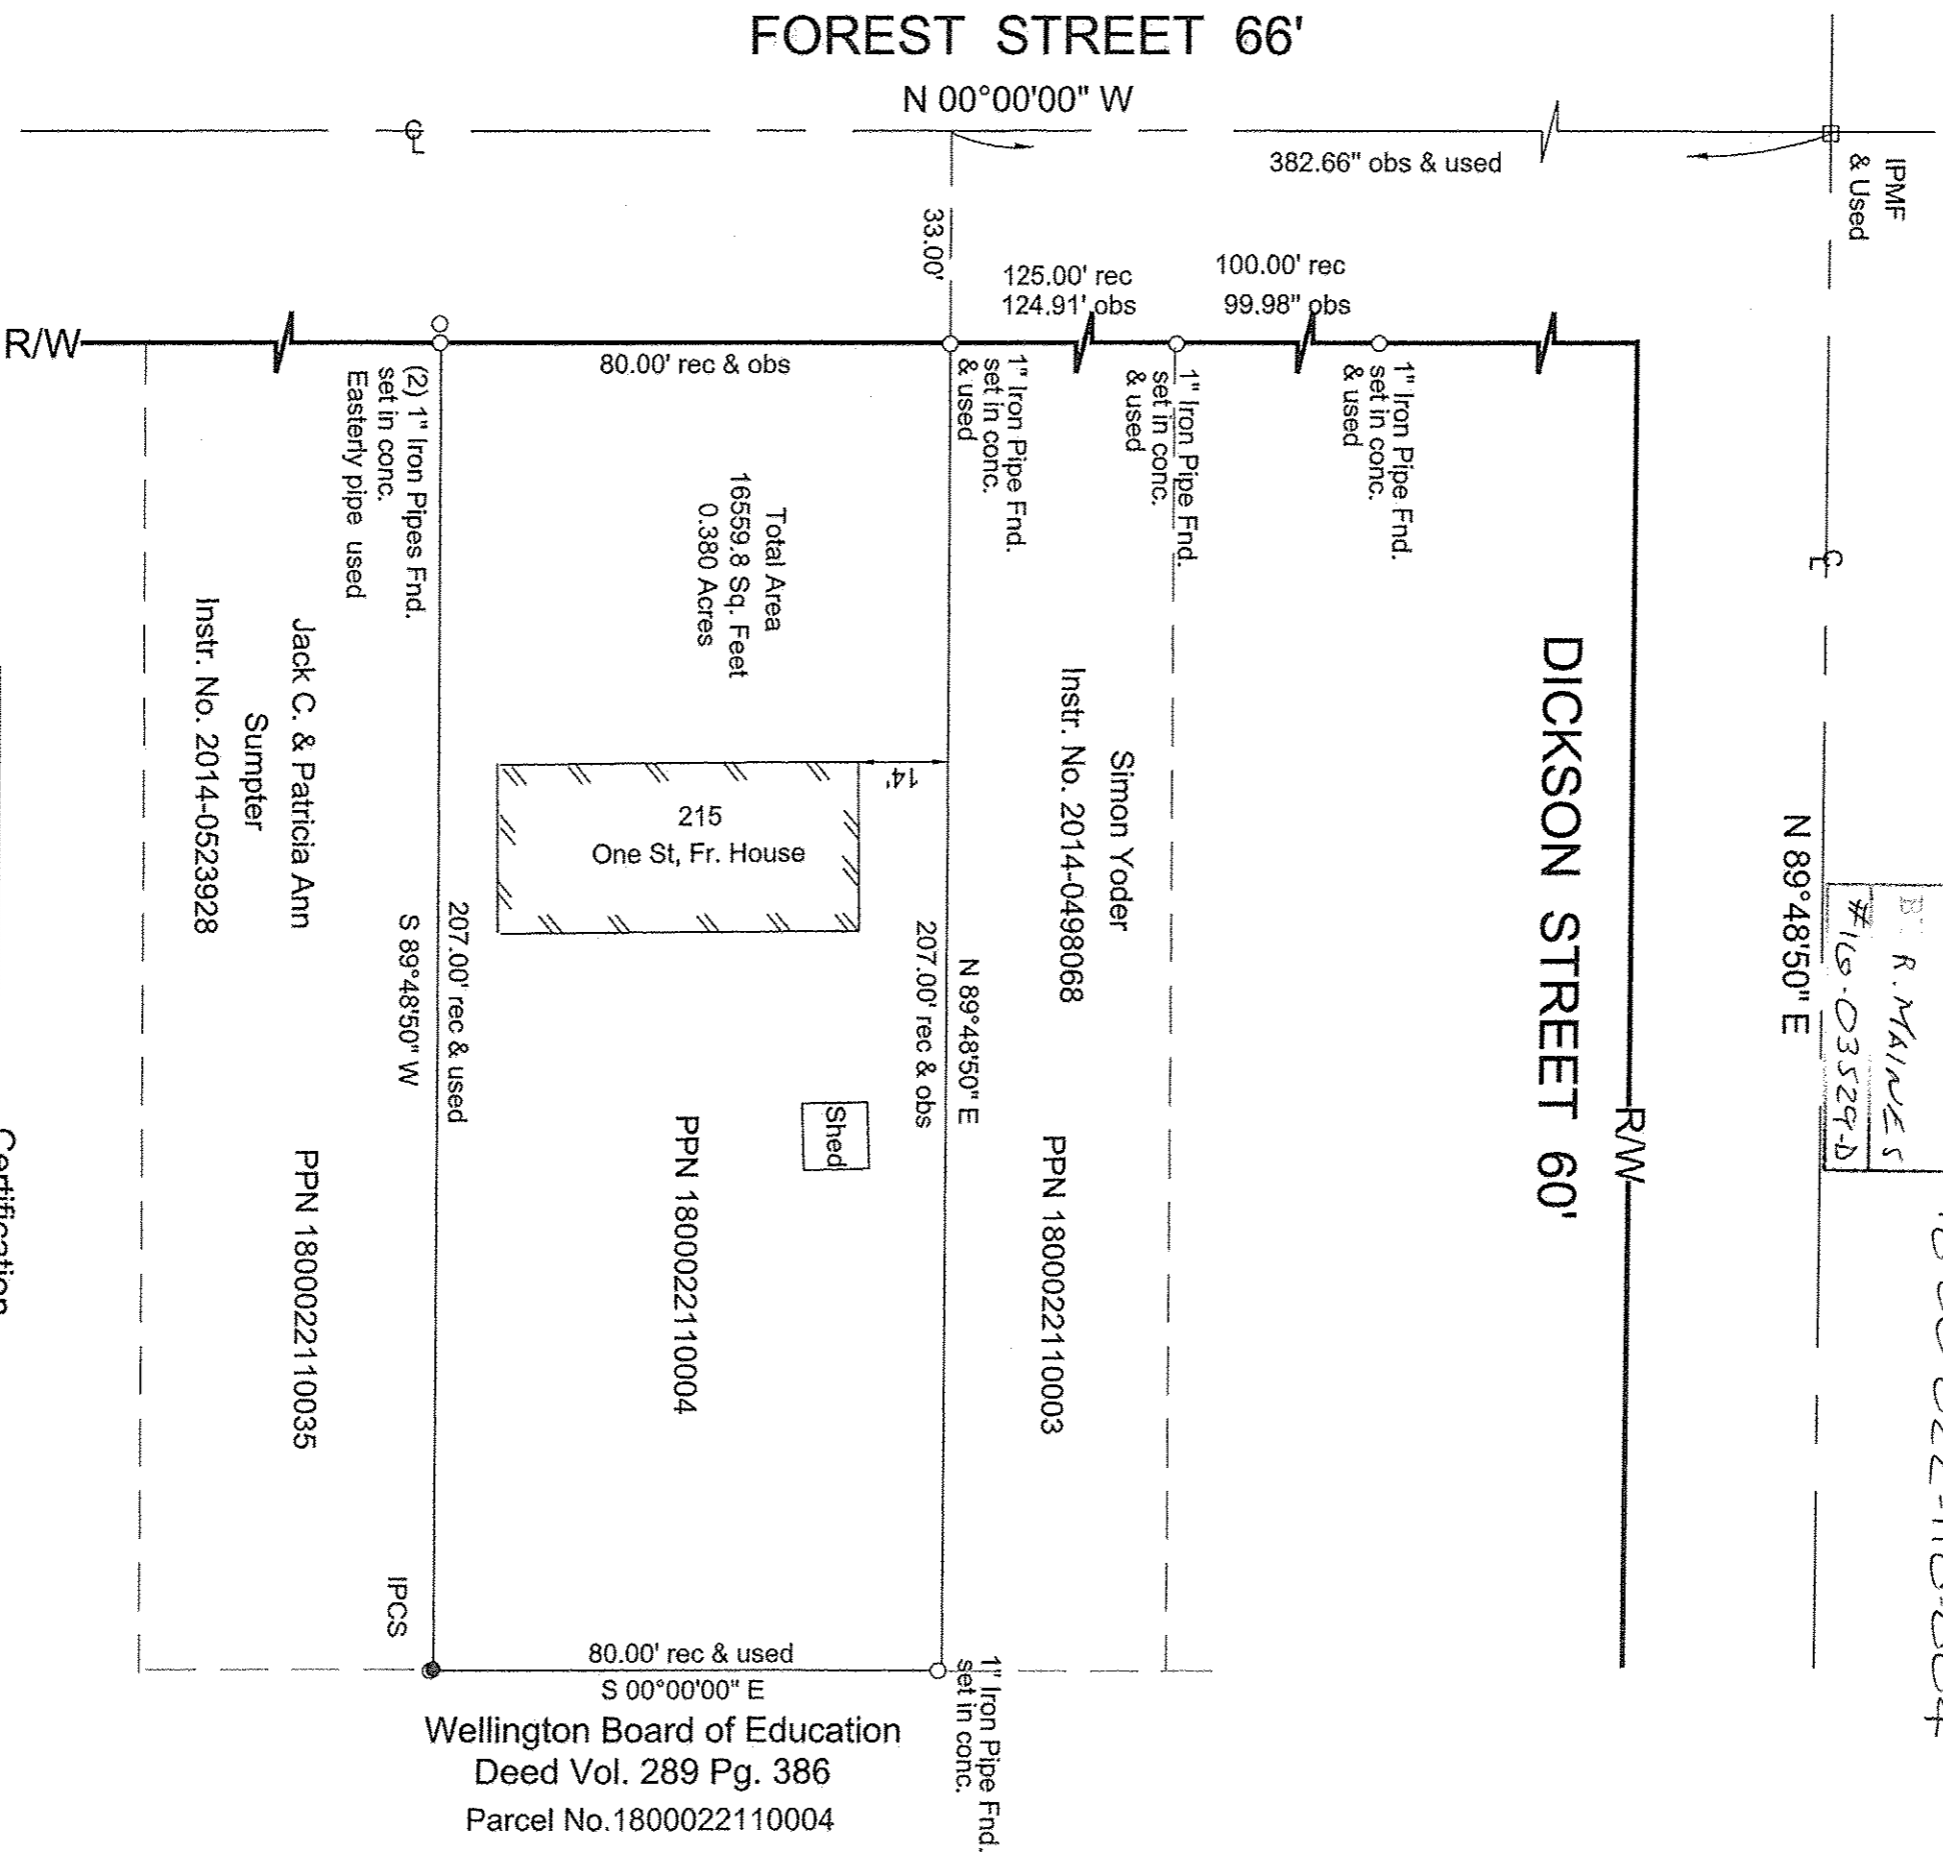 FOREST STREET 66'
N 00°00'00" W
382.66" obs & used
IPMF
& Used
33.00'
125.00' rec
124.91' obs
100.00' rec
99.98" obs
R/W
80.00' rec & obs
(2) 1" Iron Pipes Fnd.
set in conc.
Easterly pipe used
1" Iron Pipe Fnd.
set in conc.
& used
1" Iron Pipe Fnd.
set in conc.
& used
1" Iron Pipe Fnd.
set in conc.
& used
Total Area
16559.8 Sq. Feet
0.380 Acres
14'
215
One St, Fr. House
Jack C. & Patricia Ann
Sumpter
Instr. No. 2014-0523928
Simon Yoder
Instr. No. 2014-0498068
DICKSON STREET 60'
N 89°48'50" E
R. MAINES
#16-03529-D
R/W
207.00' rec & used
S 89°48'50" W
N 89°48'50" E
207.00' rec & obs
Shed
PPN 1800022110035
PPN 1800022110004
PPN 1800022110003
IPCS
80.00' rec & used
S 00°00'00" E
1" Iron Pipe Fnd.
set in conc.
Wellington Board of Education
Deed Vol. 289 Pg. 386
Parcel No.1800022110004
Certification